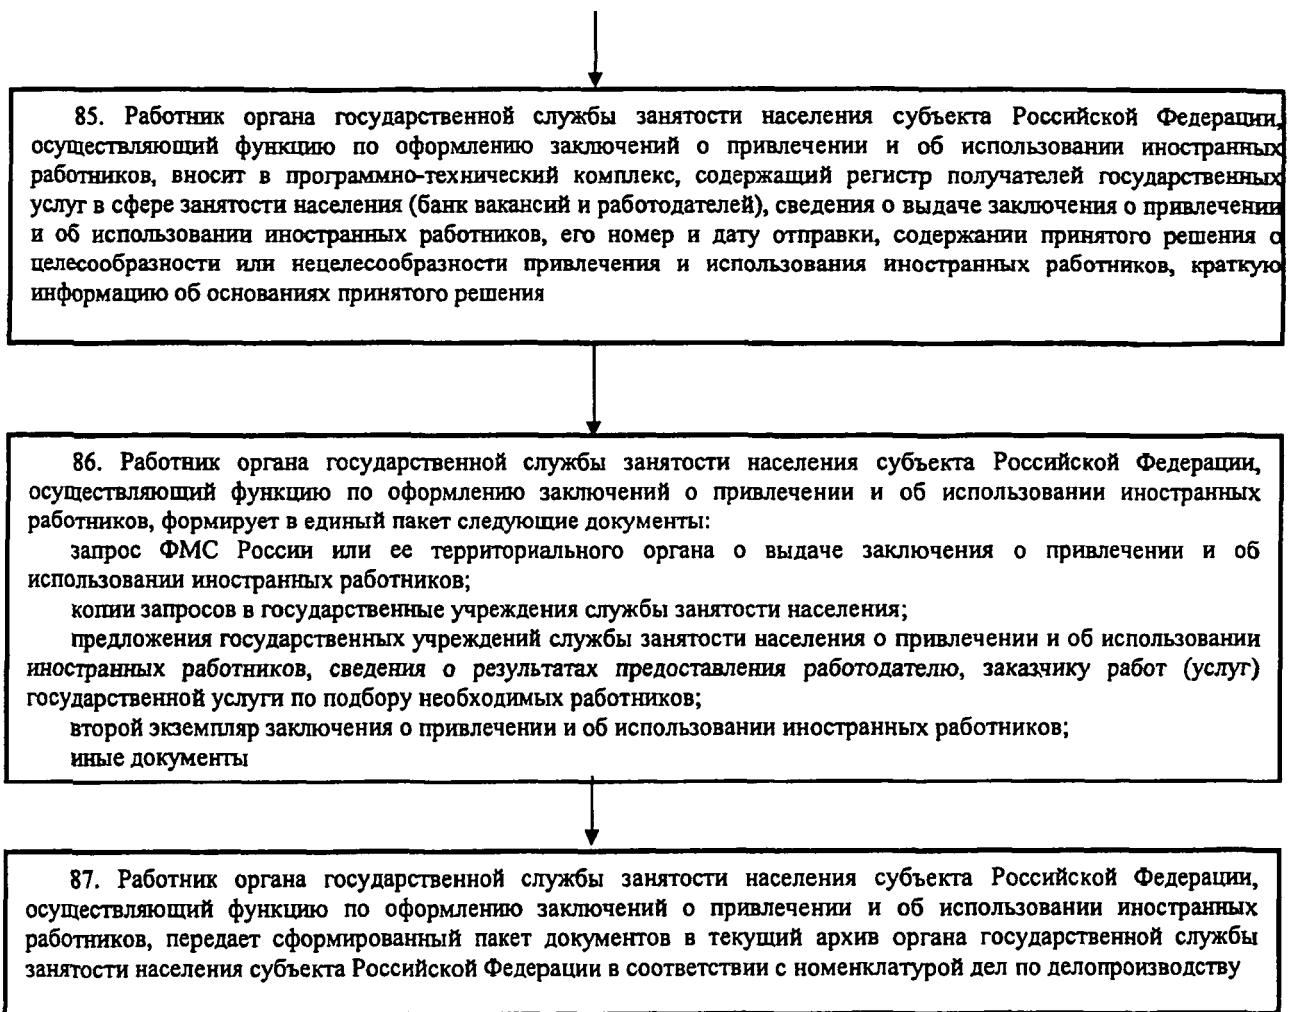 85. Работник органа государственной службы занятости населения субъекта Российской Федерации,
осуществляющий функцию по оформлению заключений о привлечении и об использовании иностранных
работников, вносит в программно-технический комплекс, содержащий регистр получателей государственных
услуг в сфере занятости населения (банк вакансий и работодателей), сведения о выдаче заключения о привлечении
и об использовании иностранных работников, его номер и дату отправки, содержании принятого решения о
целесообразности или нецелесообразности привлечения и использования иностранных работников, краткую
информацию об основаниях принятого решения
86. Работник органа государственной службы занятости населения субъекта Российской Федерации,
осуществляющий функцию по оформлению заключений о привлечении и об использовании иностранных
работников, формирует в единый пакет следующие документы:
запрос ФМС России или ее территориального органа о выдаче заключения о привлечении и об
использовании иностранных работников;
копии запросов в государственные учреждения службы занятости населения;
предложения государственных учреждений службы занятости населения о привлечении и об использовании
иностранных работников, сведения о результатах предоставления работодателю, заказчику работ (услуг)
государственной услуги по подбору необходимых работников;
второй экземпляр заключения о привлечении и об использовании иностранных работников;
иные документы
87. Работник органа государственной службы занятости населения субъекта Российской Федерации,
осуществляющий функцию по оформлению заключений о привлечении и об использовании иностранных
работников, передает сформированный пакет документов в текущий архив органа государственной службы
занятости населения субъекта Российской Федерации в соответствии с номенклатурой дел по делопроизводству